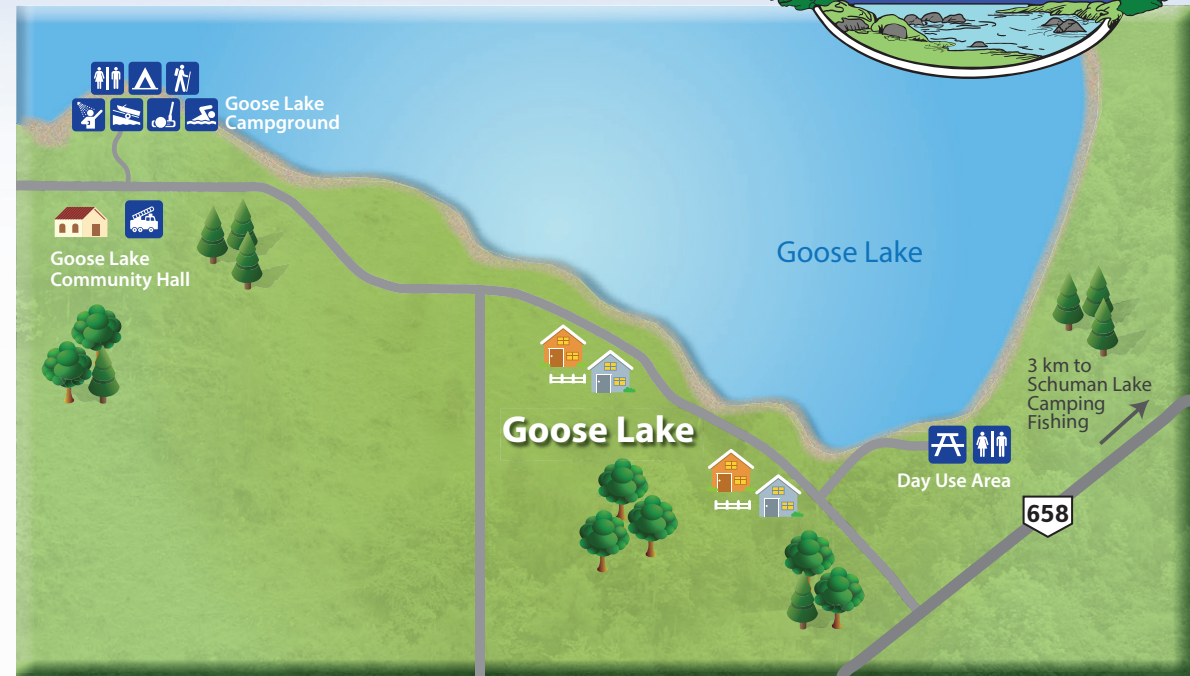 Goose Lake
Campground
Goose Lake
Community Hall
Goose Lake
3 km to
Schuman Lake
Camping
Fishing
Goose Lake
Day Use Area
658